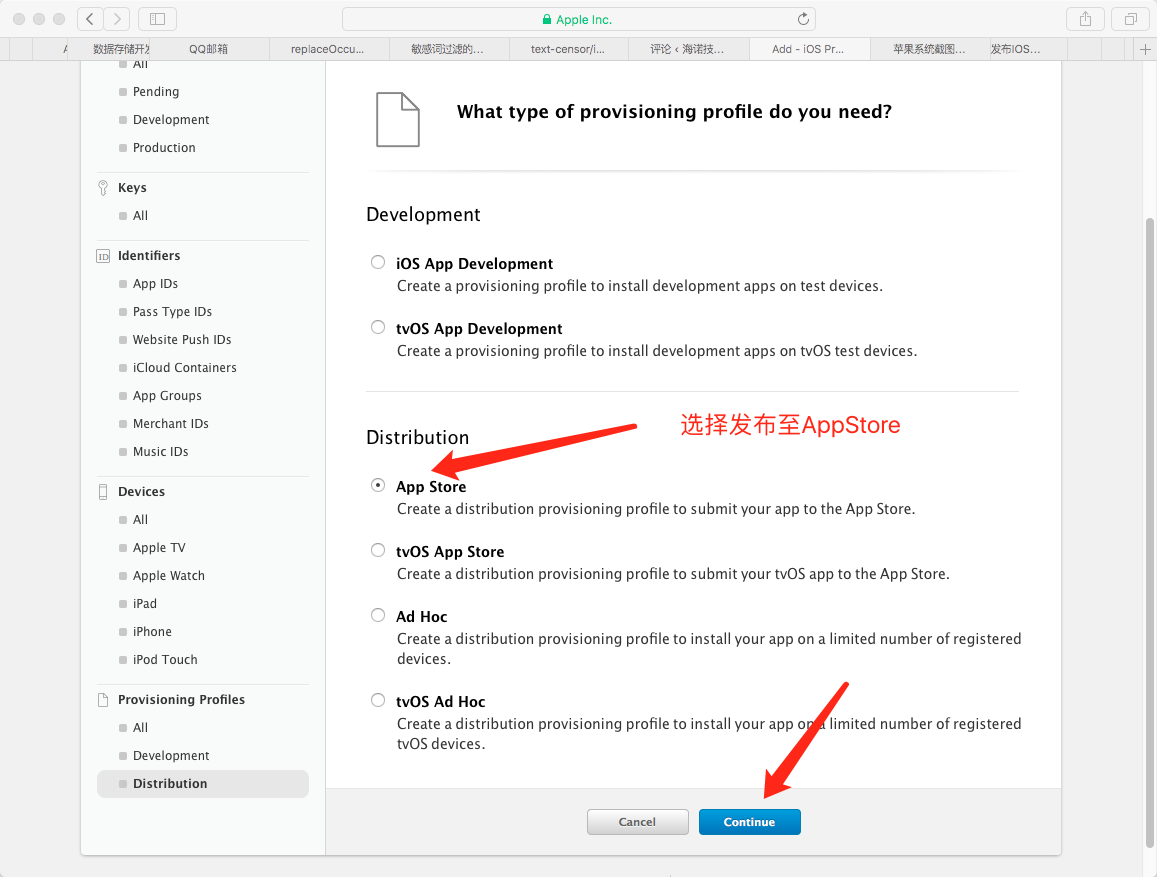 Apple Inc.
数据存储开发
QQ邮箱
replaceOccu...
敏感词过滤的...
text-censor/i...
评论 ‹ 海诺技...
Add - iOS Pr...
苹果系统截图...
发布IOS...
All
Pending
Development
Production
Keys
All
ID Identifiers
App IDs
Pass Type IDs
Website Push IDs
iCloud Containers
App Groups
Merchant IDs
Music IDs
Devices
All
Apple TV
Apple Watch
iPad
iPhone
iPod Touch
Provisioning Profiles
All
Development
Distribution
What type of provisioning profile do you need?
Development
iOS App Development
Create a provisioning profile to install development apps on test devices.
tvOS App Development
Create a provisioning profile to install development apps on tvOS test devices.
选择发布至AppStore
Distribution
App Store
Create a distribution provisioning profile to submit your app to the App Store.
tvOS App Store
Create a distribution provisioning profile to submit your tvOS app to the App Store.
Ad Hoc
Create a distribution provisioning profile to install your app on a limited number of registered
devices.
tvOS Ad Hoc
Create a distribution provisioning profile to install your app on a limited number of registered
tvOS devices.
Cancel
Continue